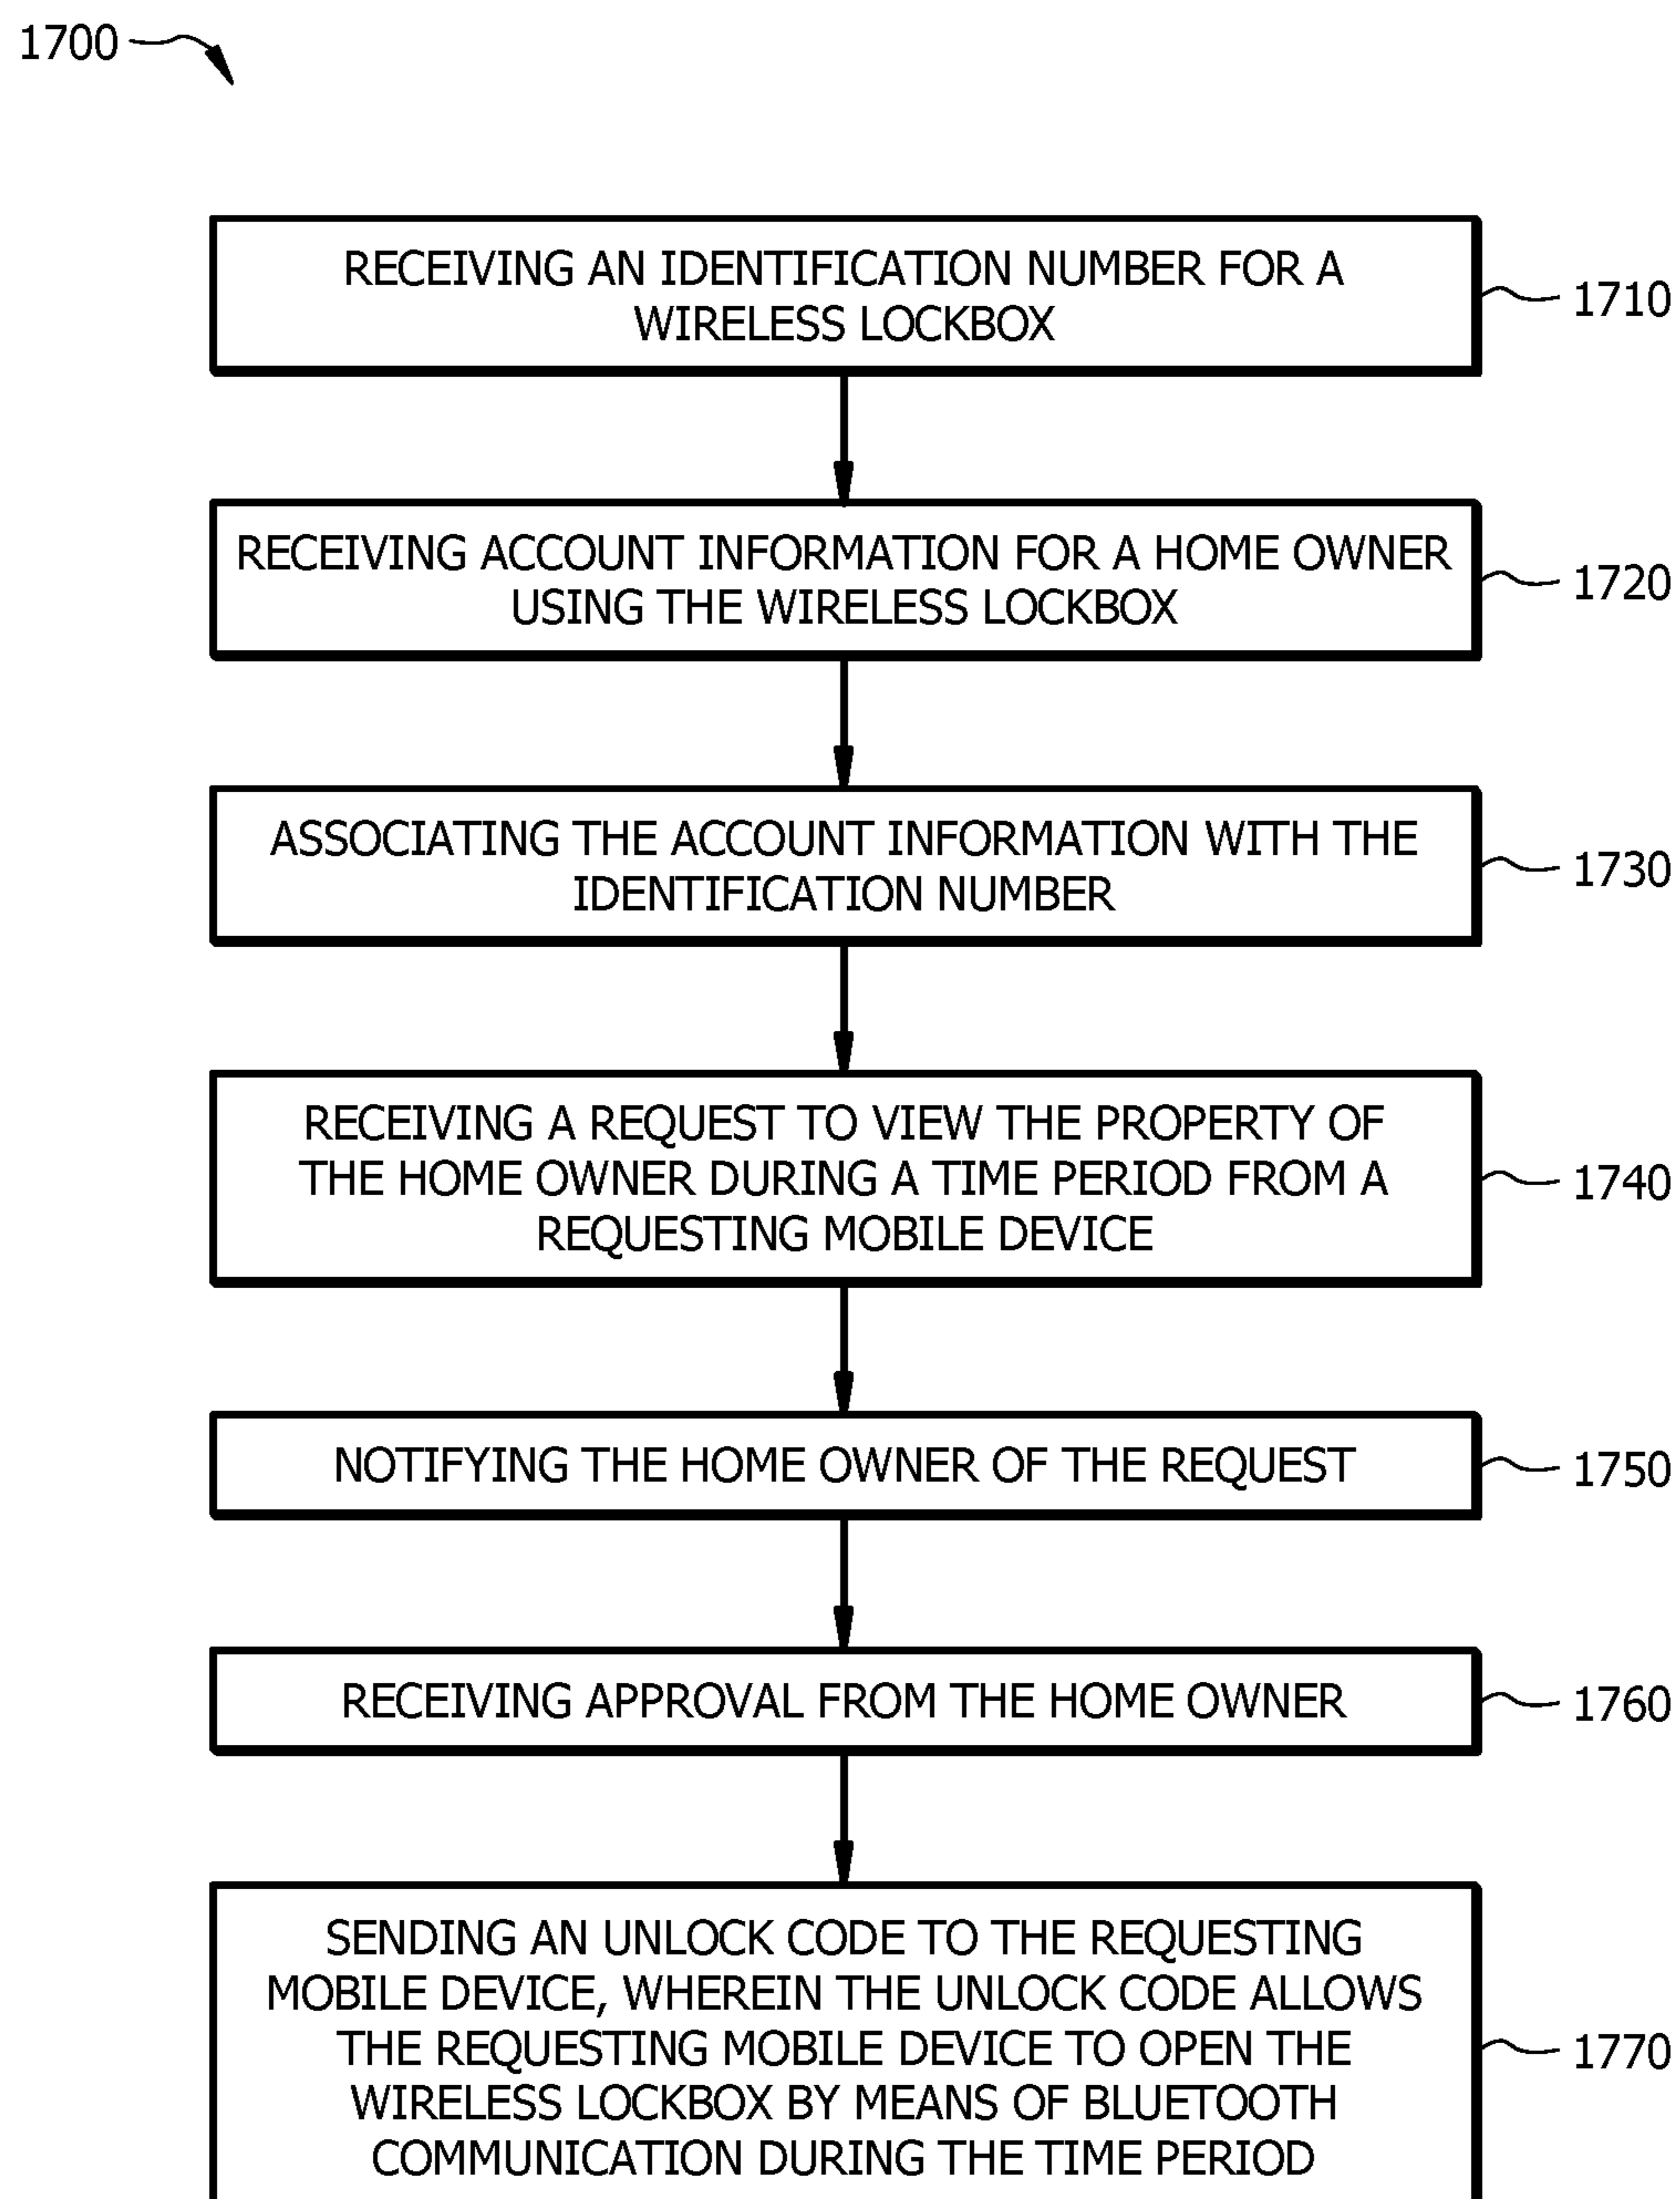 1700
RECEIVING AN IDENTIFICATION NUMBER FOR A
WIRELESS LOCKBOX
1710
RECEIVING ACCOUNT INFORMATION FOR A HOME OWNER
USING THE WIRELESS LOCKBOX
1720
ASSOCIATING THE ACCOUNT INFORMATION WITH THE
IDENTIFICATION NUMBER
1730
RECEIVING A REQUEST TO VIEW THE PROPERTY OF
THE HOME OWNER DURING A TIME PERIOD FROM A
REQUESTING MOBILE DEVICE
1740
NOTIFYING THE HOME OWNER OF THE REQUEST
1750
RECEIVING APPROVAL FROM THE HOME OWNER
1760
SENDING AN UNLOCK CODE TO THE REQUESTING
MOBILE DEVICE, WHEREIN THE UNLOCK CODE ALLOWS
THE REQUESTING MOBILE DEVICE TO OPEN THE
WIRELESS LOCKBOX BY MEANS OF BLUETOOTH
COMMUNICATION DURING THE TIME PERIOD
1770